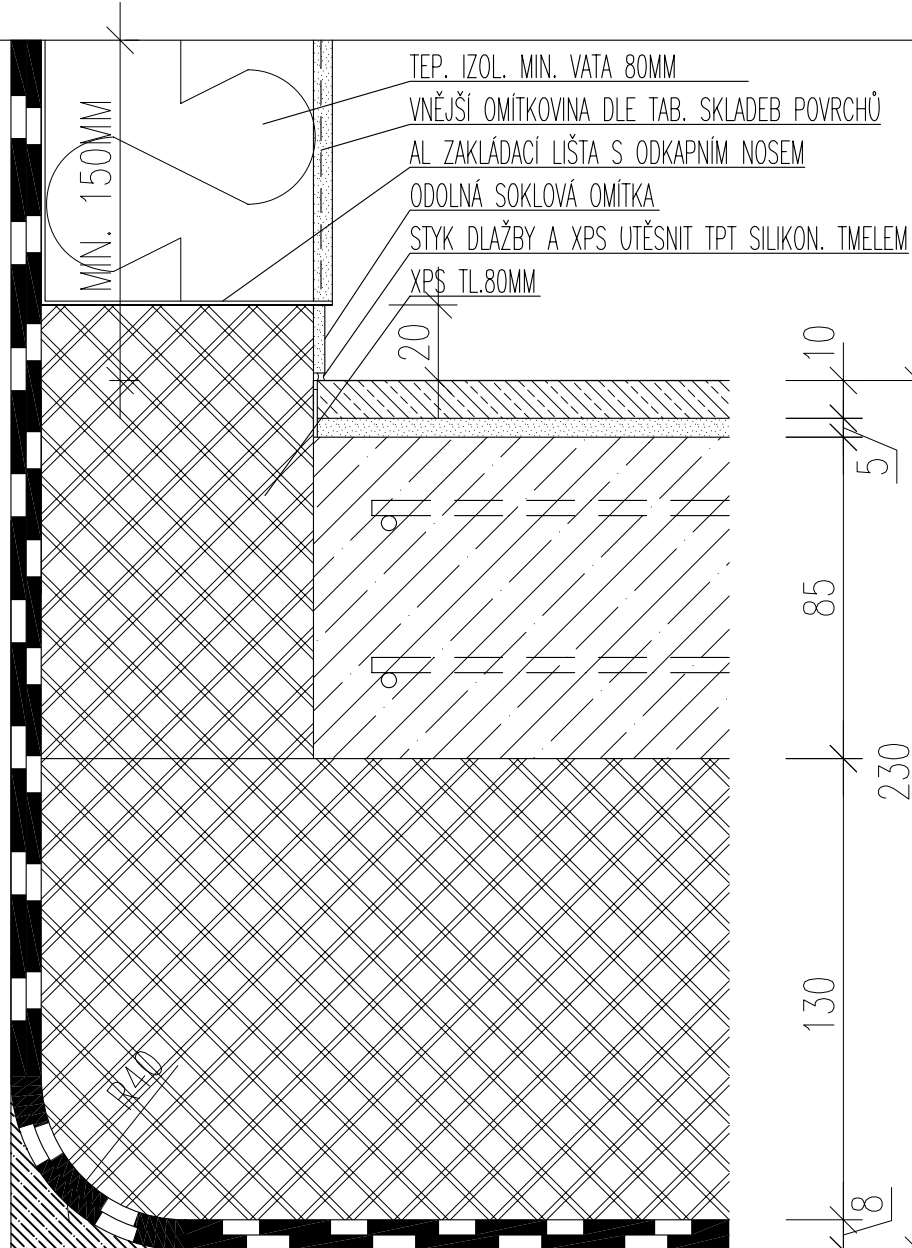 TEP. IZOL. MIN. VATA 80MM
VNĚJŠÍ OMÍTKOVINA DLE TAB. SKLADEB POVRCHŮ
AL ZAKLÁDACÍ LIŠTA S ODKAPNÍM NOSEM
ODOLNÁ SOKLOVÁ OMÍTKA
STYK DLAŽBY A XPS UTĚSNIT TPT SILIKON. TMELEM
XPS TL.80MM
MIN. 150MM
20
10
5
85
230
130
R40
8